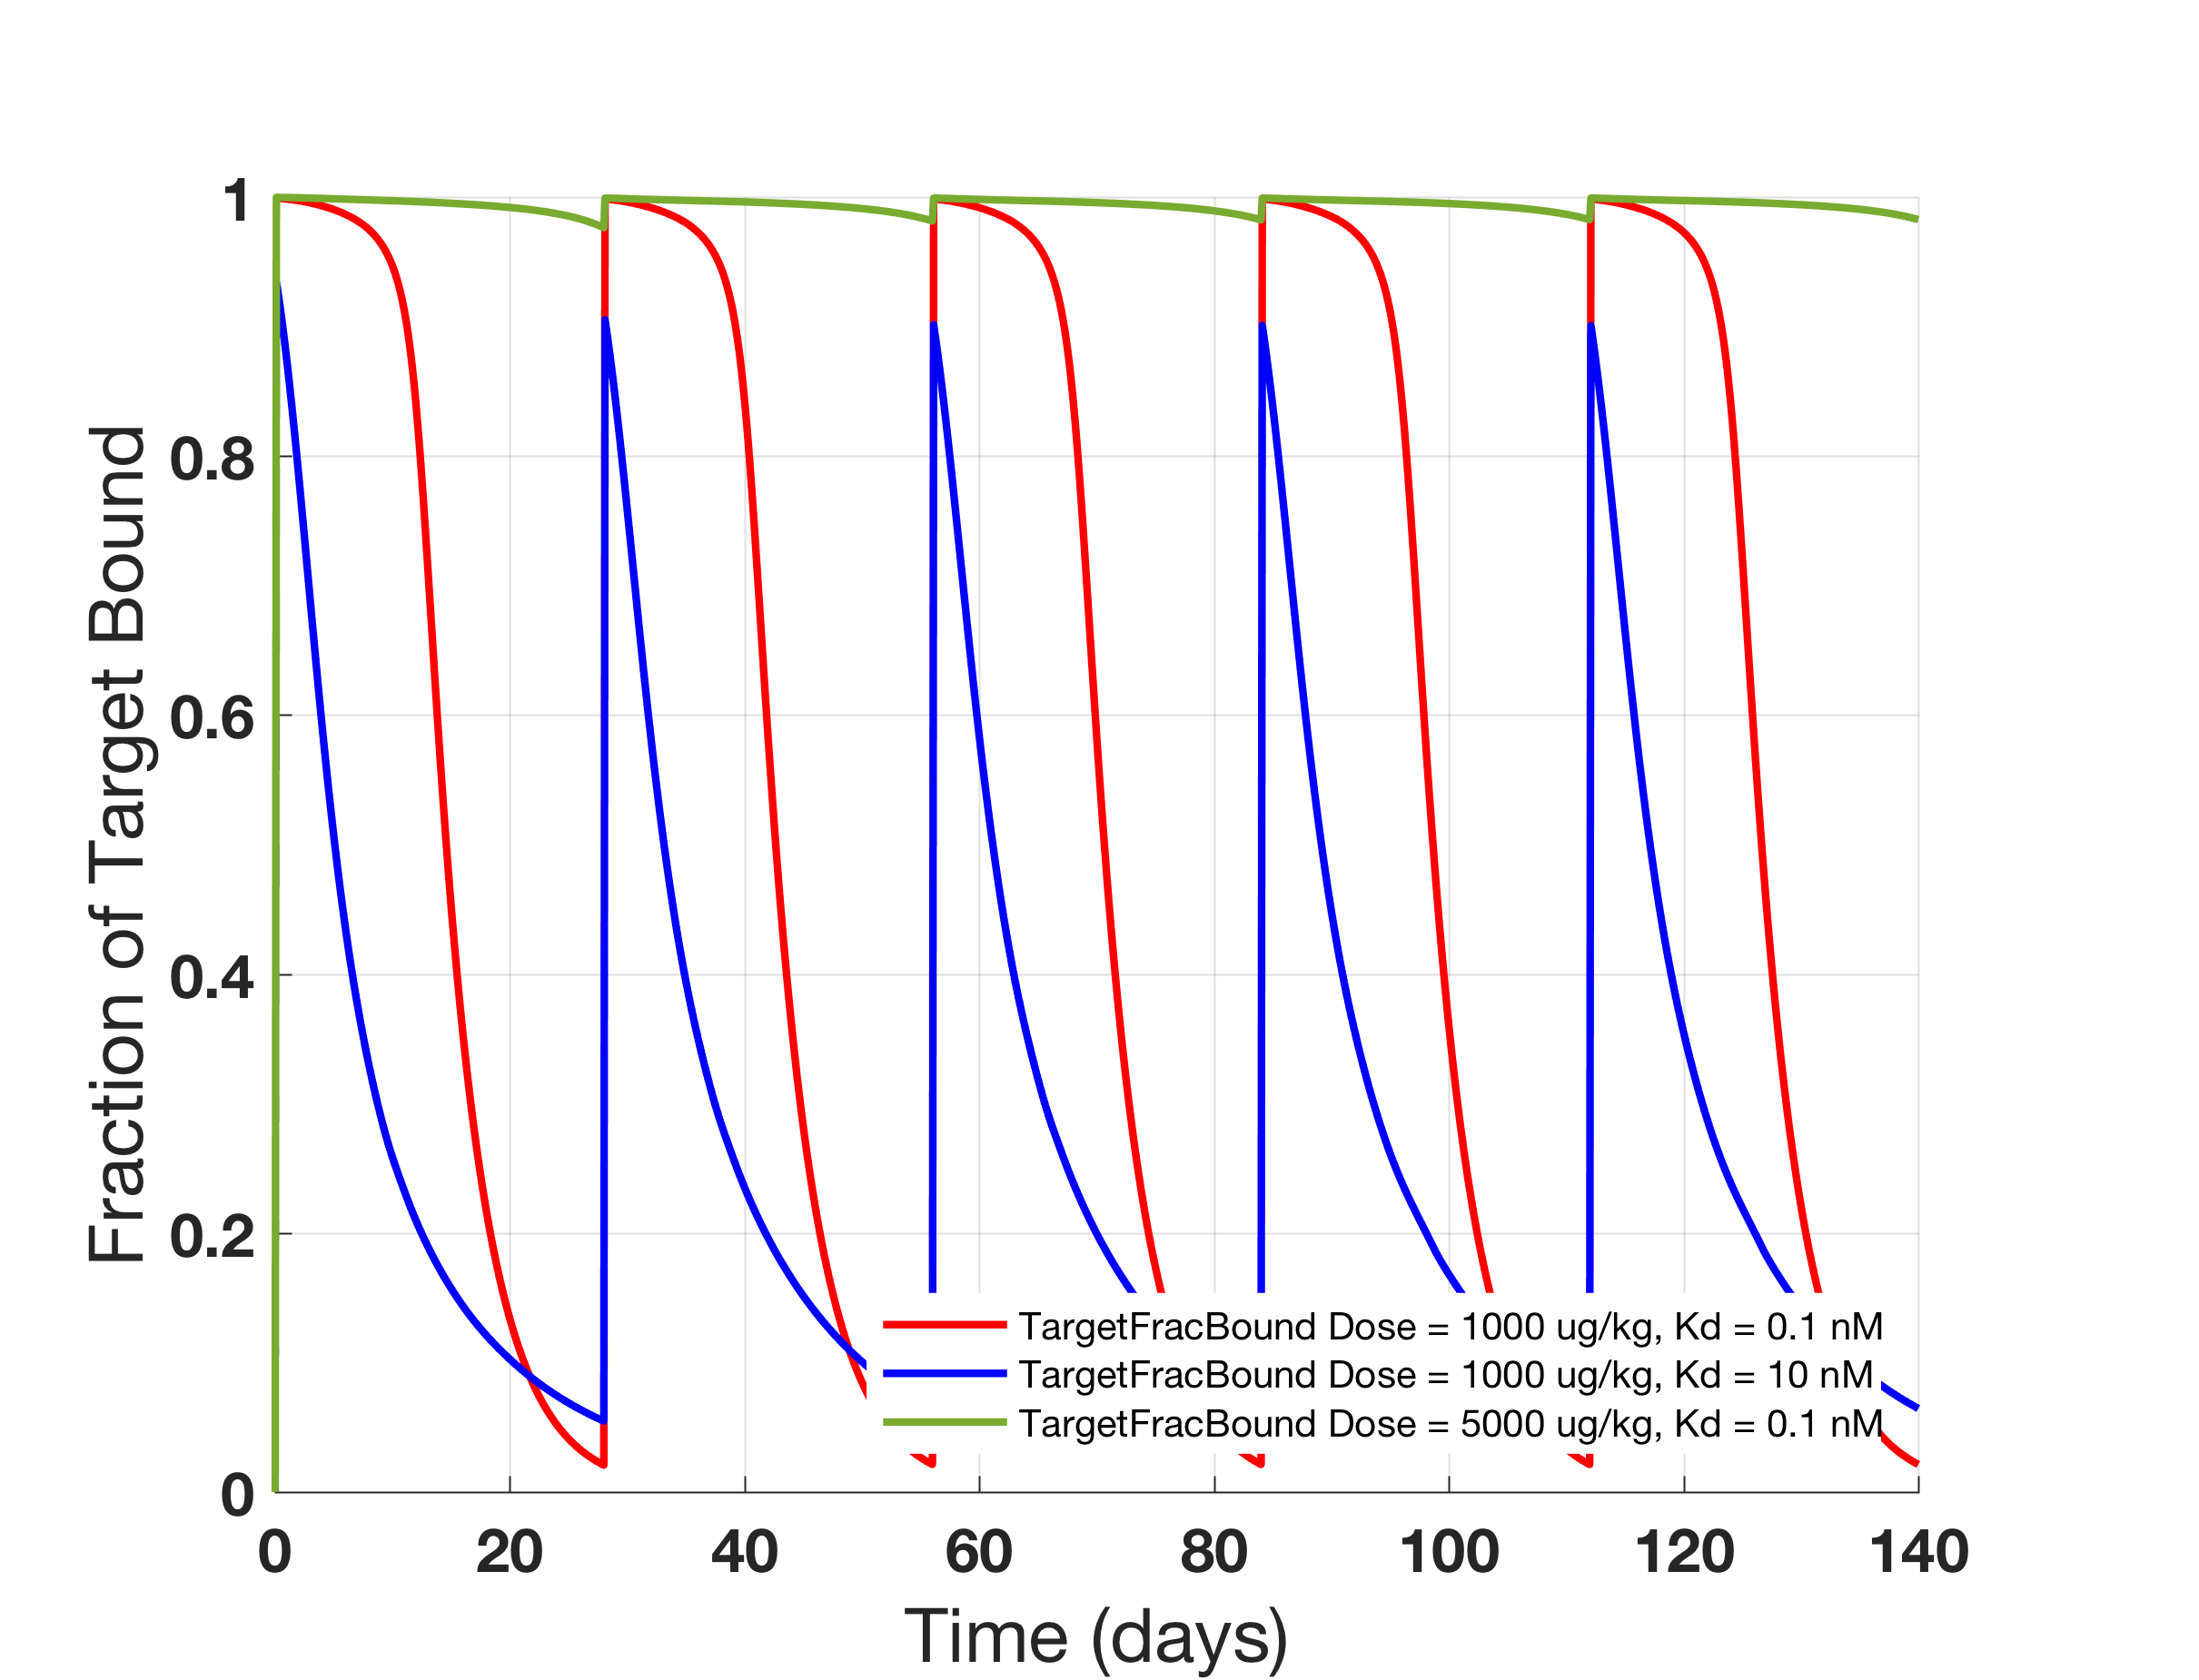 1
0.8
0.6
0.4
0.2
0
Fraction of Target Bound
TargetFracBound Dose = 1000 ug/kg, Kd = 0.1 nM
TargetFracBound Dose = 1000 ug/kg, Kd = 10 nM
TargetFracBound Dose = 5000 ug/kg, Kd = 0.1 nM
0 20 40 60 80 100 120 140
Time (days)